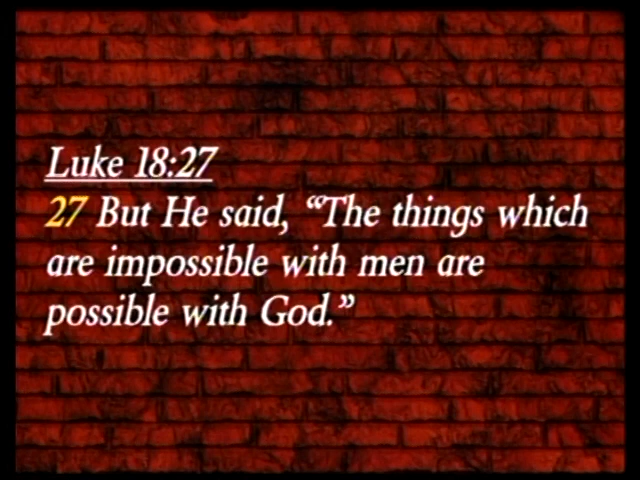 Luke 18:27
27 But He said, “The things which
are impossible with men are
possible with God.”